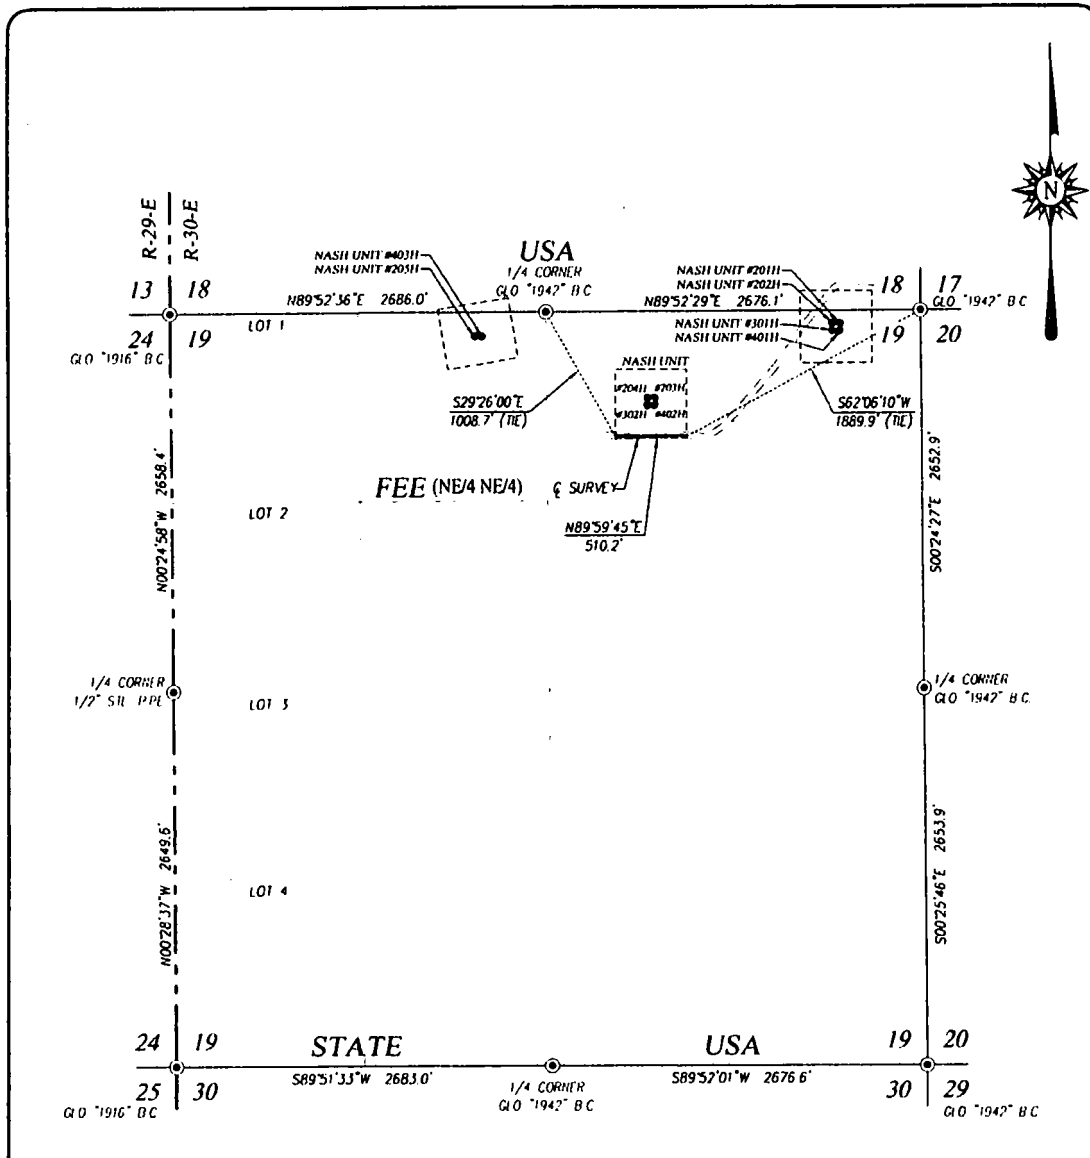 N
R-29-E
R-30-E
NASH UNIT #403H
NASH UNIT #205H
USA
1/4 CORNER
GLO "1942" B C
NASH UNIT #201H
NASH UNIT #202H
13 18
18 17
N89°52'36"E 2686.0'
N89°52'29"E 2676.1'
GLO "1942" B C
LOT 1
NASH UNIT #301H
NASH UNIT #401H
24 19
19 20
GLO "1916" B C
NASH UNIT
#204H #203H
#302H #402H
S29°26'00"E
1008.7' (TIE)
S62°06'10"W
1889.9' (TIE)
N00°24'58"W 2658.4'
S00°24'27"E 2652.9'
FEE (NE/4 NE/4)
℄ SURVEY
LOT 2
N89°59'45"E
510.2'
1/4 CORNER
1/2" STL PIPE
1/4 CORNER
GLO "1942" B C.
LOT 3
N00°28'37"W 2649.6'
S00°25'46"E 2653.9'
LOT 4
24 19
STATE
USA
19 20
S89°51'33"W 2683.0'
S89°52'01"W 2676 6'
25 30
1/4 CORNER
GLO "1942" B C
30 29
GLO "1916" B C
GLO "1942" B C